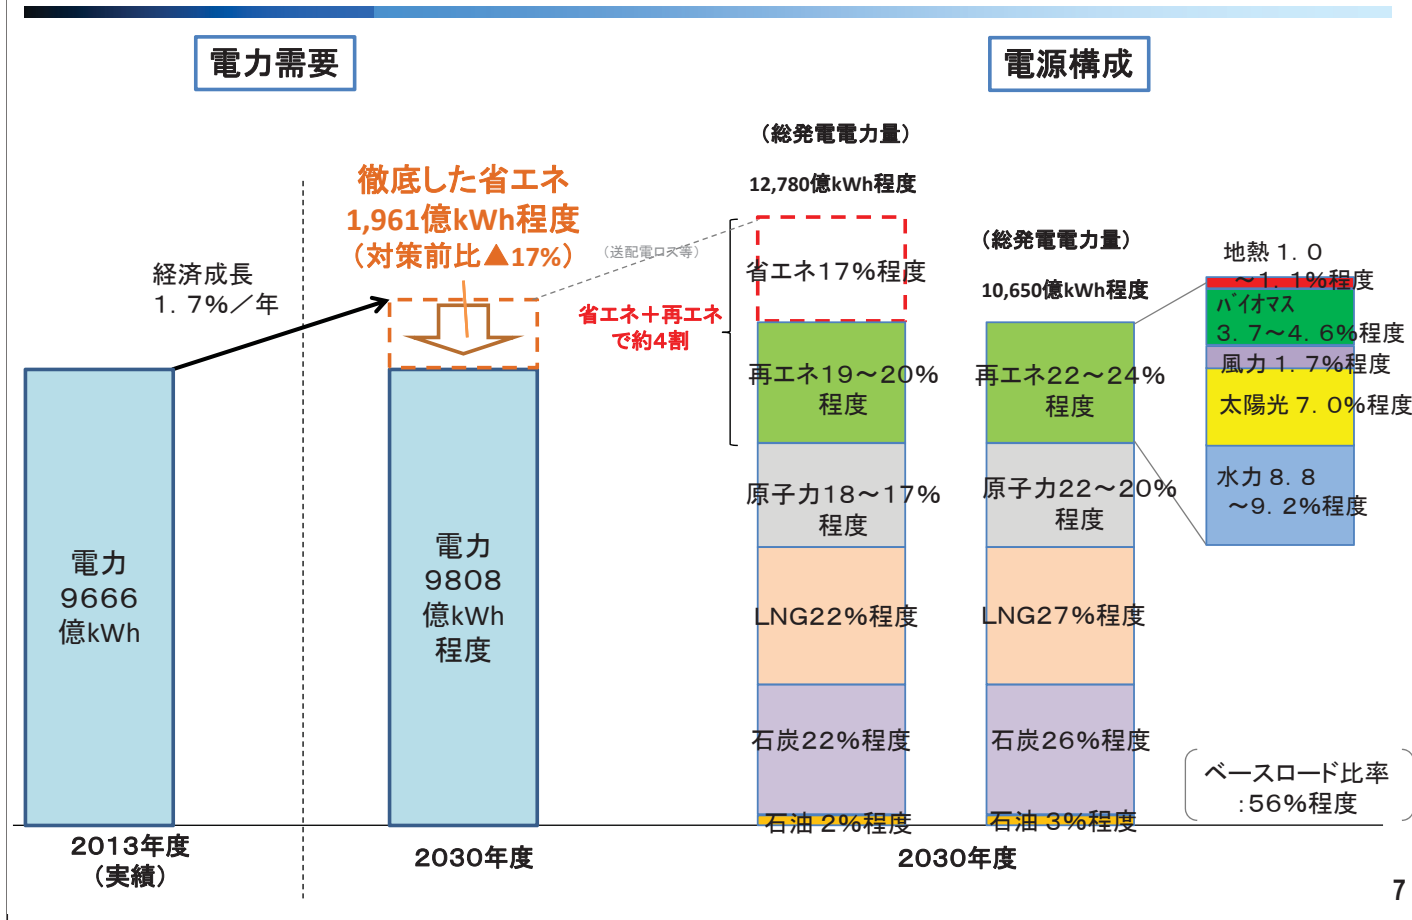 電力需要
電源構成
(総発電電力量)
12,780億kWh程度
徹底した省エネ
1,961億kWh程度
(対策前比▲17%)
(送配電ロス等)
(総発電電力量)
10,650億kWh程度
経済成長
1.7%/年
省エネ17%程度
省エネ+再エネ
で約4割
地熱 1.0
~1.1%程度
バイオマス
3.7~4.6%程度
風力 1.7%程度
太陽光 7.0%程度
水力 8.8
~9.2%程度
再エネ19~20%
程度
再エネ22~24%
程度
原子力18~17%
程度
原子力22~20%
程度
電力
9666
億kWh
電力
9808
億kWh
程度
LNG22%程度
LNG27%程度
石炭22%程度
石炭26%程度
石油 2%程度
石油 3%程度
ベースロード比率
:56%程度
2013年度
(実績)
2030年度
2030年度
7